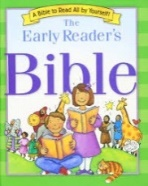 A Bible to Read All by Yourself!
The
Early Reader's
Bible